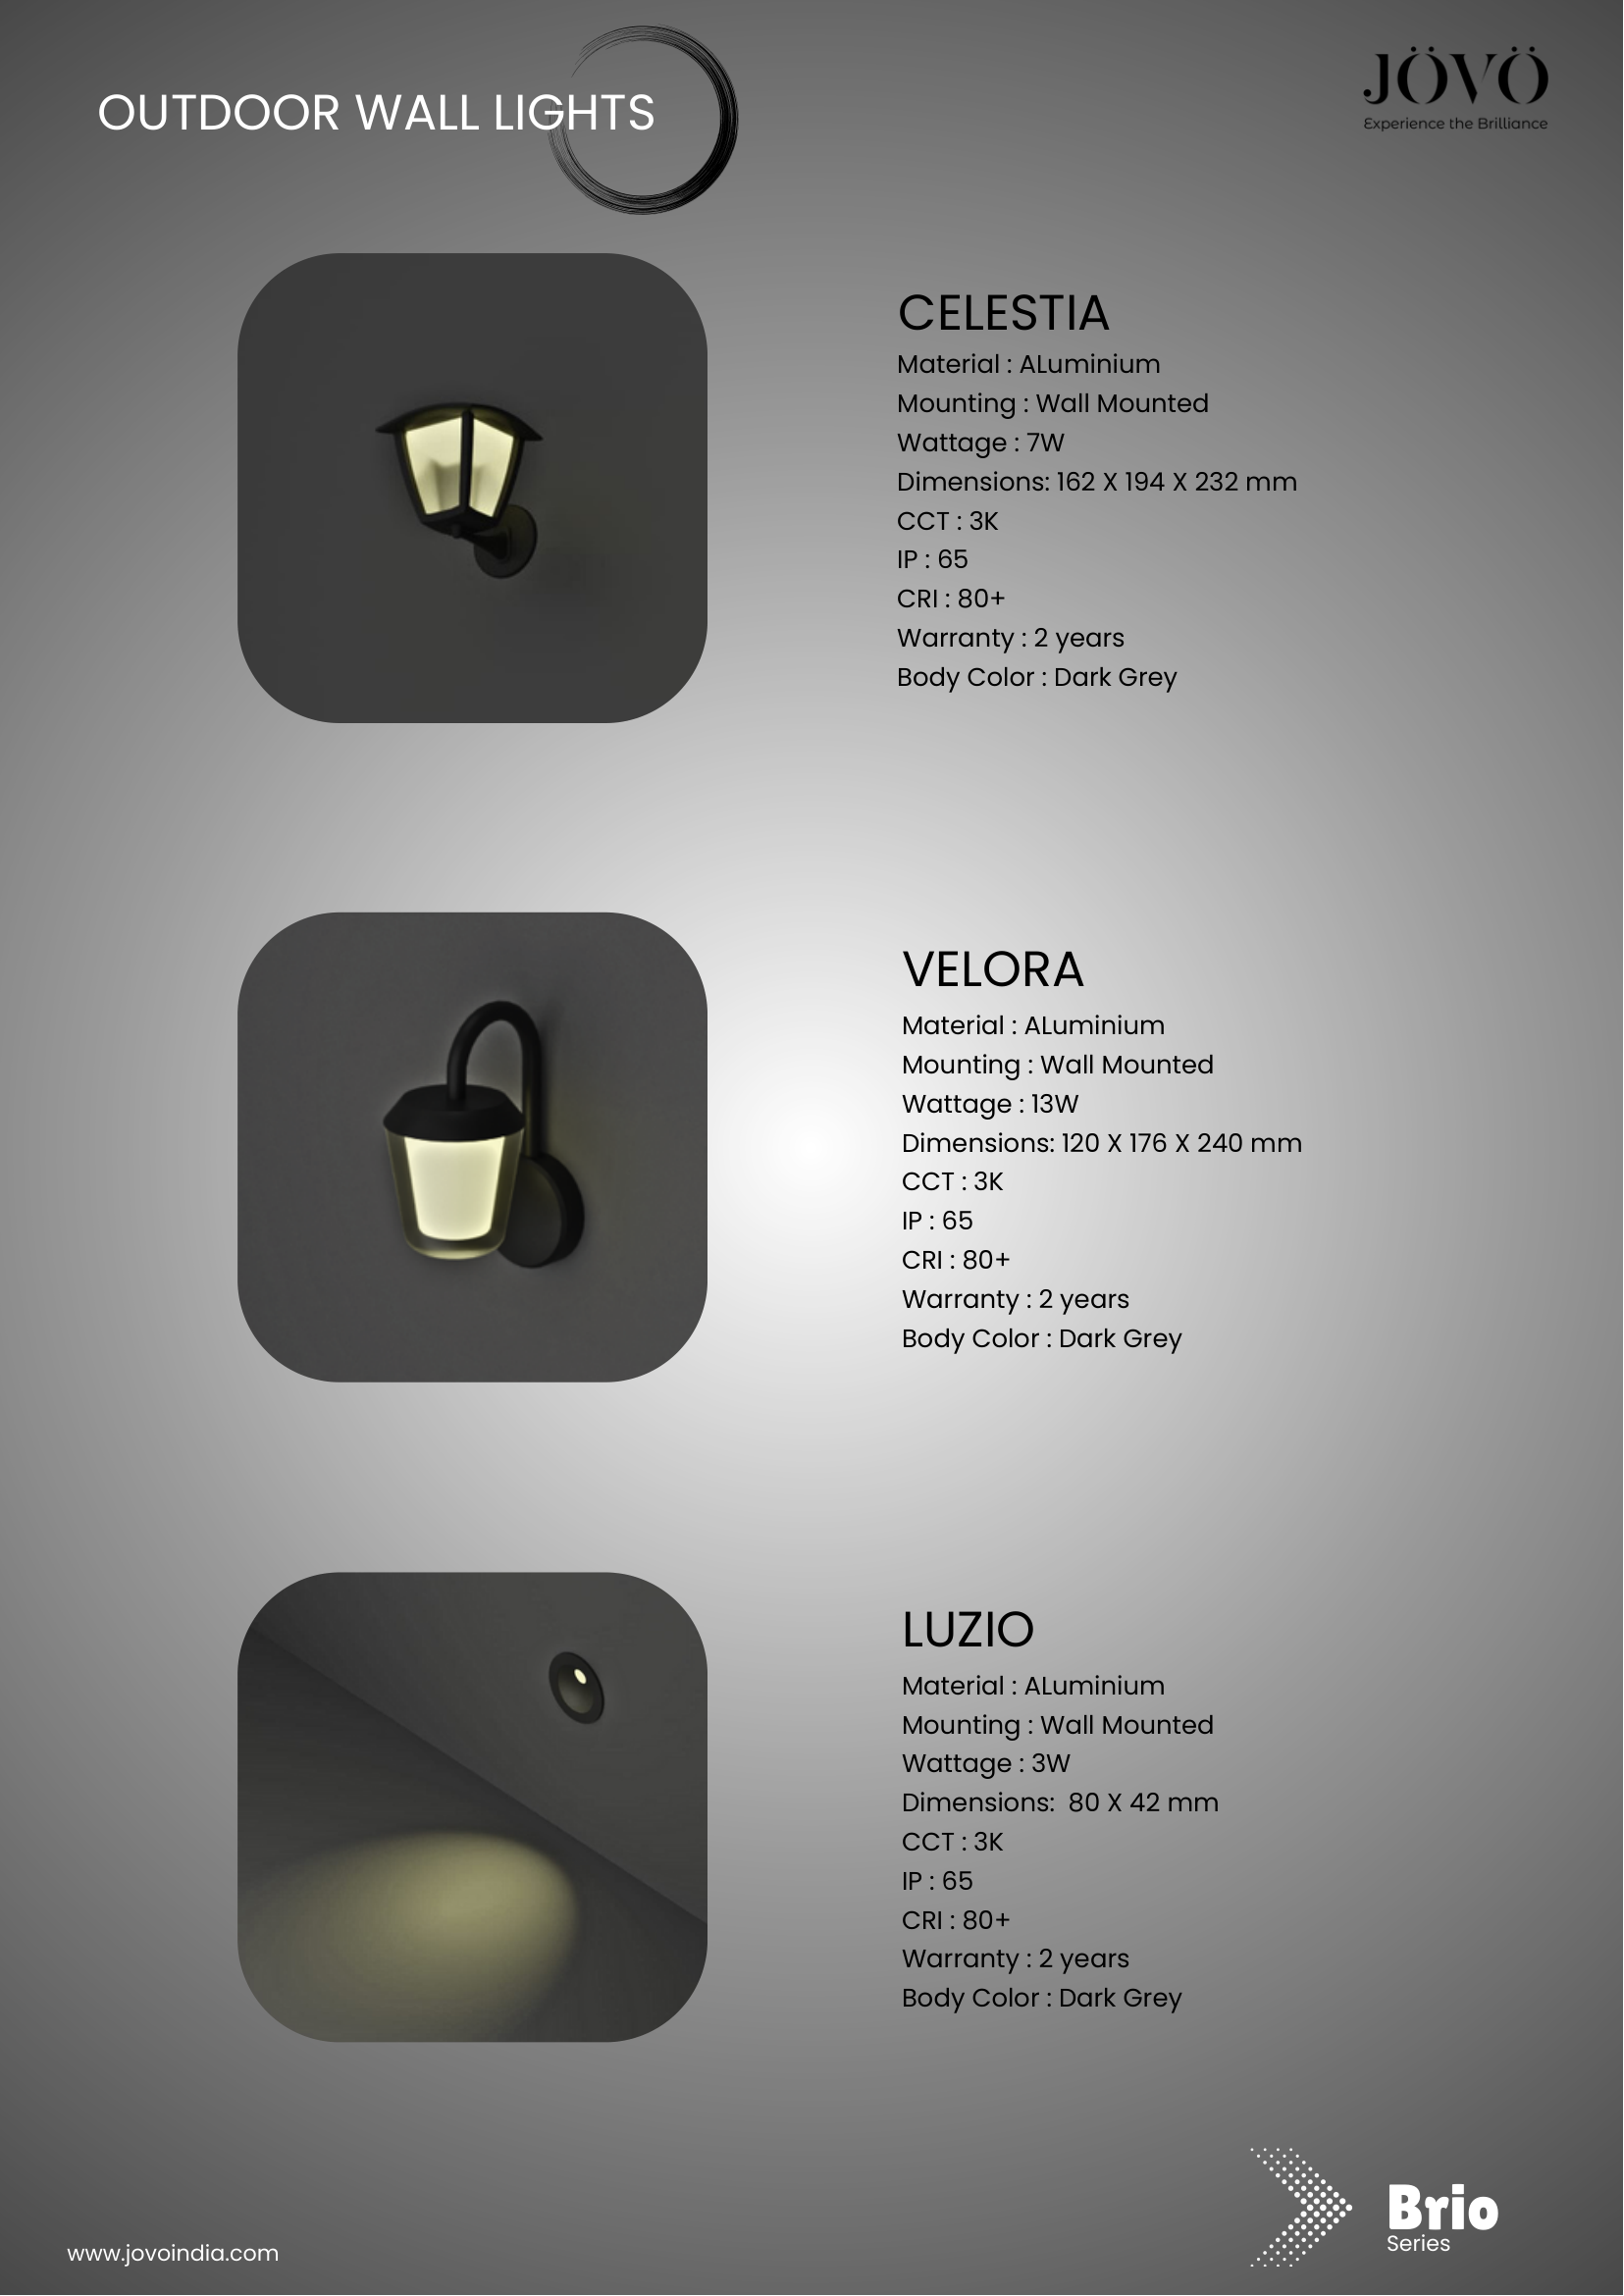 OUTDOOR WALL LIGHTS
JÖVÖ
Experience the Brilliance
CELESTIA
Material : ALuminium
Mounting : Wall Mounted
Wattage : 7W
Dimensions: 162 X 194 X 232 mm
CCT : 3K
IP : 65
CRI : 80+
Warranty : 2 years
Body Color : Dark Grey
VELORA
Material : ALuminium
Mounting : Wall Mounted
Wattage : 13W
Dimensions: 120 X 176 X 240 mm
CCT : 3K
IP : 65
CRI : 80+
Warranty : 2 years
Body Color : Dark Grey
LUZIO
Material : ALuminium
Mounting : Wall Mounted
Wattage : 3W
Dimensions:  80 X 42 mm
CCT : 3K
IP : 65
CRI : 80+
Warranty : 2 years
Body Color : Dark Grey
Brio
Series
www.jovoindia.com